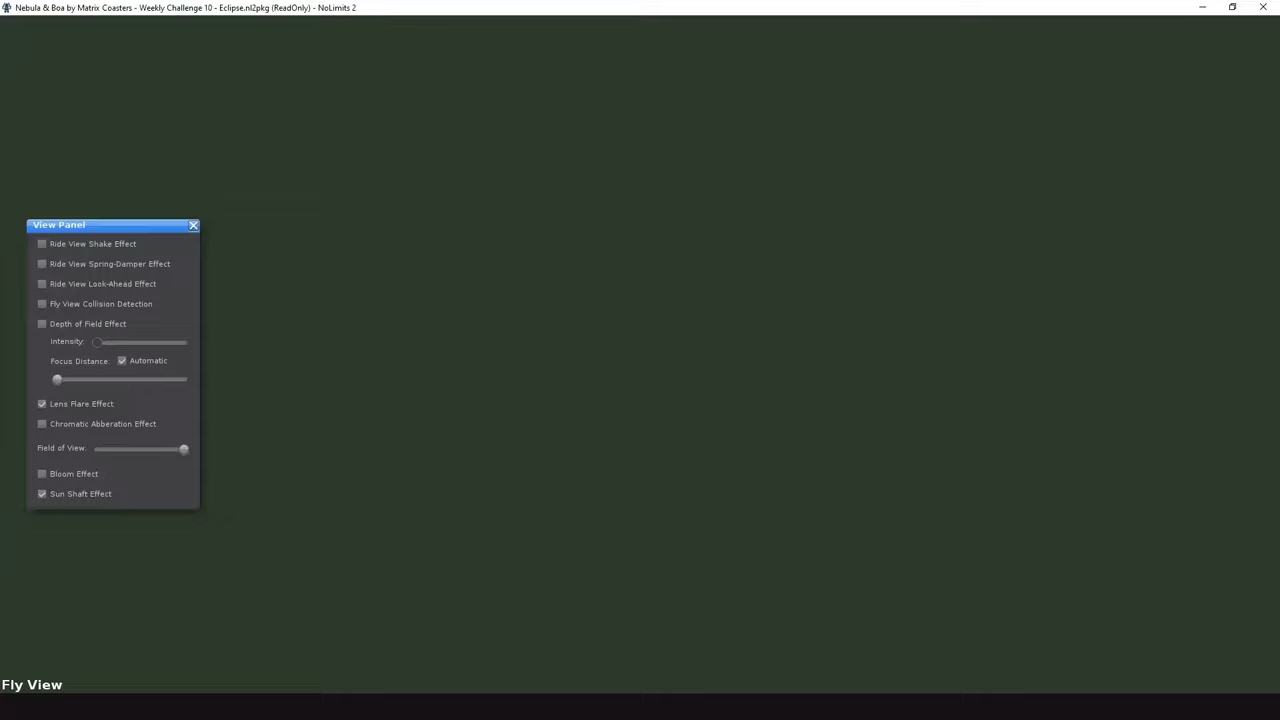 Nebula & Boa by Matrix Coasters - Weekly Challenge 10 - Eclipse.nl2pkg (ReadOnly) - NoLimits 2
View Panel
Ride View Shake Effect
Ride View Spring-Damper Effect
Ride View Look-Ahead Effect
Fly View Collision Detection
Depth of Field Effect
Intensity:
Focus Distance: Automatic
Lens Flare Effect
Chromatic Abberation Effect
Field of View:
Bloom Effect
Sun Shaft Effect
Fly View